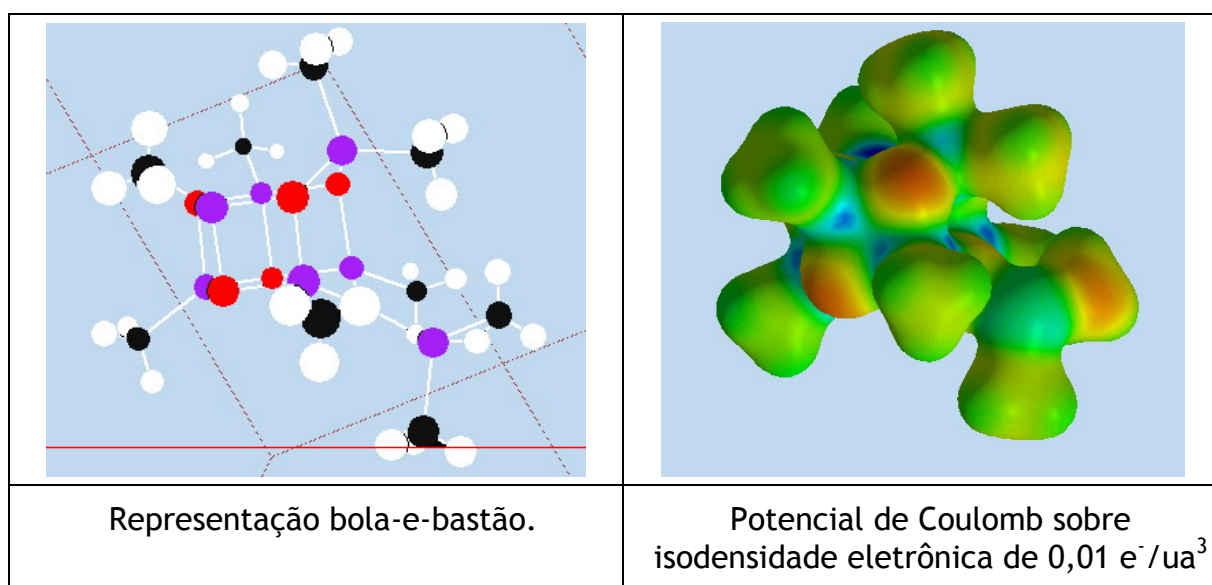 Representação bola-e-bastão.
Potencial de Coulomb sobre
isodensidade eletrônica de 0,01 e⁻/ua³